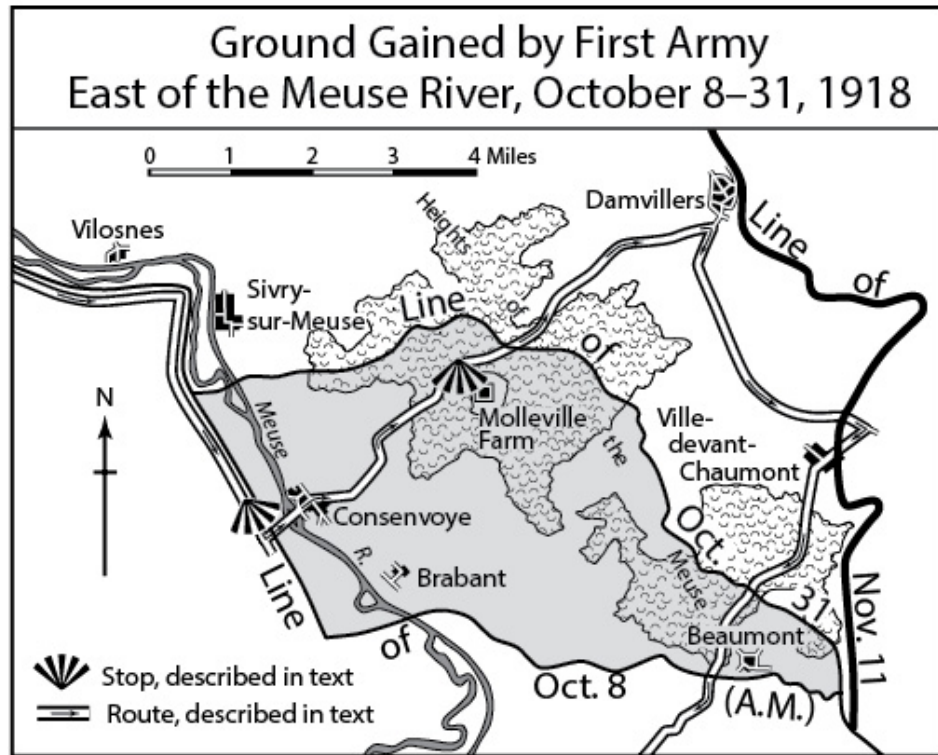 Ground Gained by First Army
East of the Meuse River, October 8–31, 1918
0 1 2 3 4 Miles
Damvillers
Vilosnes
Sivry-
sur-Meuse
Heights
of
the
Meuse
Line
of
Oct.
31
Line
of
Nov. 11
N
Meuse
R.
Molleville
Farm
Ville-
devant-
Chaumont
Consenvoye
Brabant
Beaumont
Line
of
Oct. 8
(A.M.)
Stop, described in text
Route, described in text